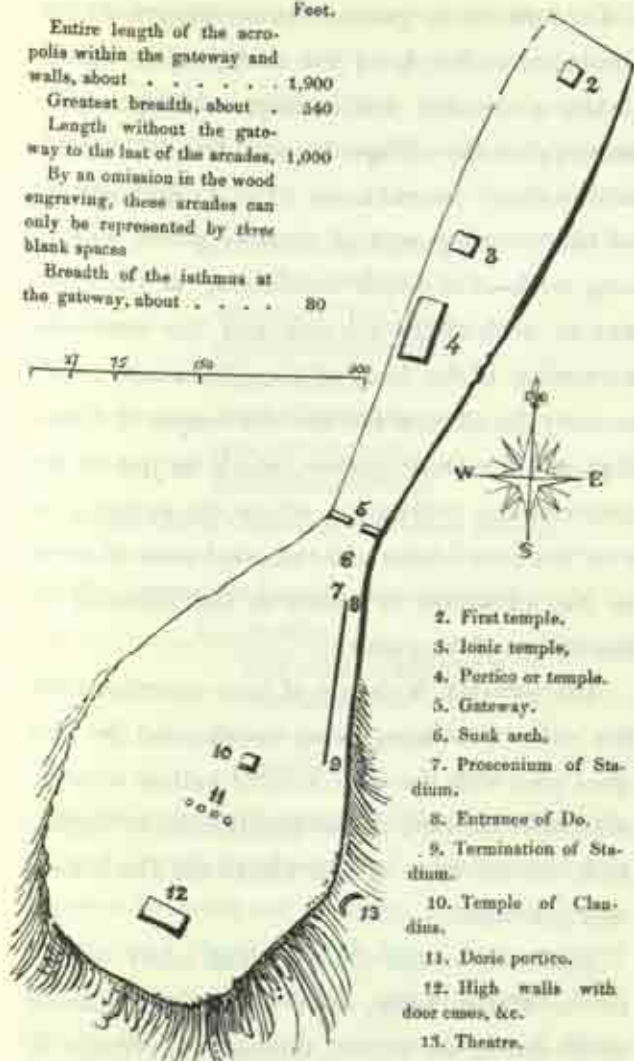 Feet.
Entire length of the acro-
polis within the gateway and
walls, about . . . . . . 1,900
Greatest breadth, about . 340
Length without the gate-
way to the last of the arcades, 1,000
By an omission in the wood
engraving, these arcades can
only be represented by three
blank spaces
Breadth of the isthmus at
the gateway, about . . . . 80
75 150
2
3
4
5
6
7 8
9
10
11
12
13
W E
S
2. First temple.
3. Ionic temple,
4. Portico or temple.
5. Gateway.
6. Sunk arch.
7. Proscenium of Sta-
dium.
8. Entrance of Do.
9. Termination of Sta-
dium.
10. Temple of Clau-
dius.
11. Doric portico.
12. High walls with
door cases, &c.
13. Theatre.